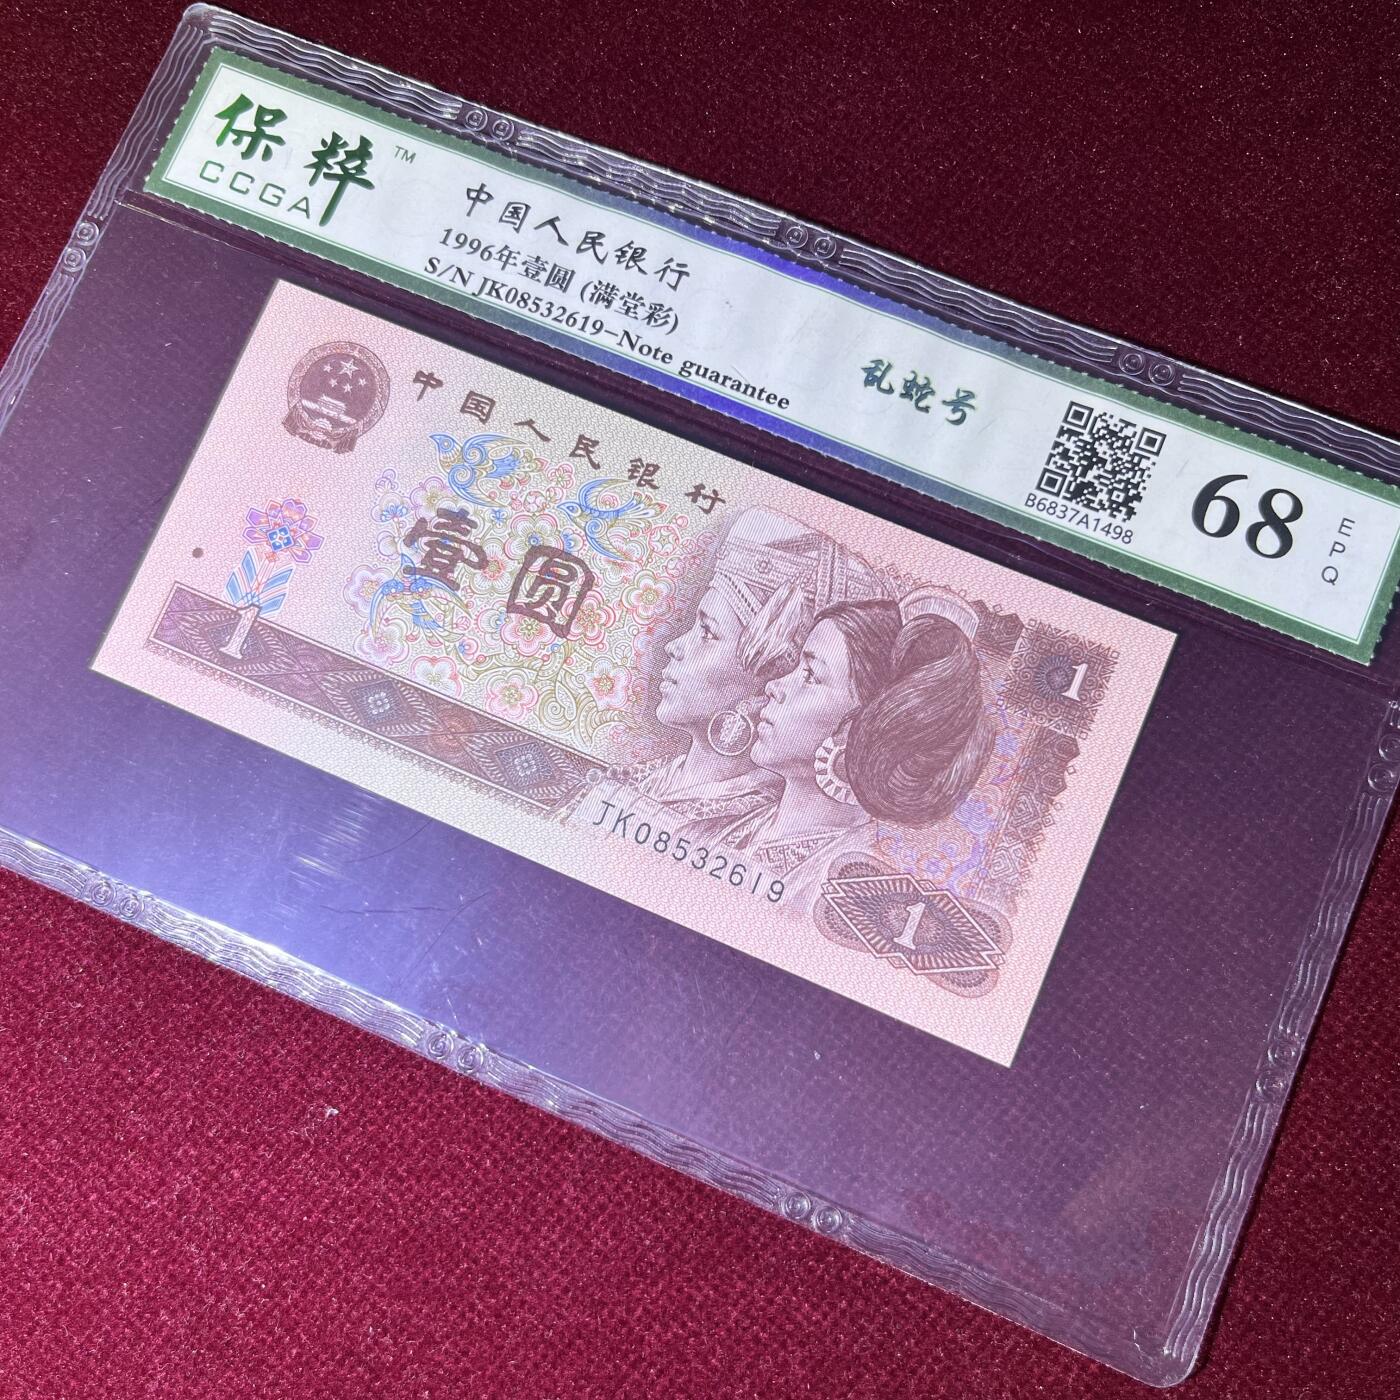 保粹™
CCGA
中国人民银行
1996年壹圆 (满堂彩)
S/N JK08532619-Note guarantee
乱蛇号
B6837A1498
68
EPQ
中国人民银行
壹圆
1
1
JK08532619
1